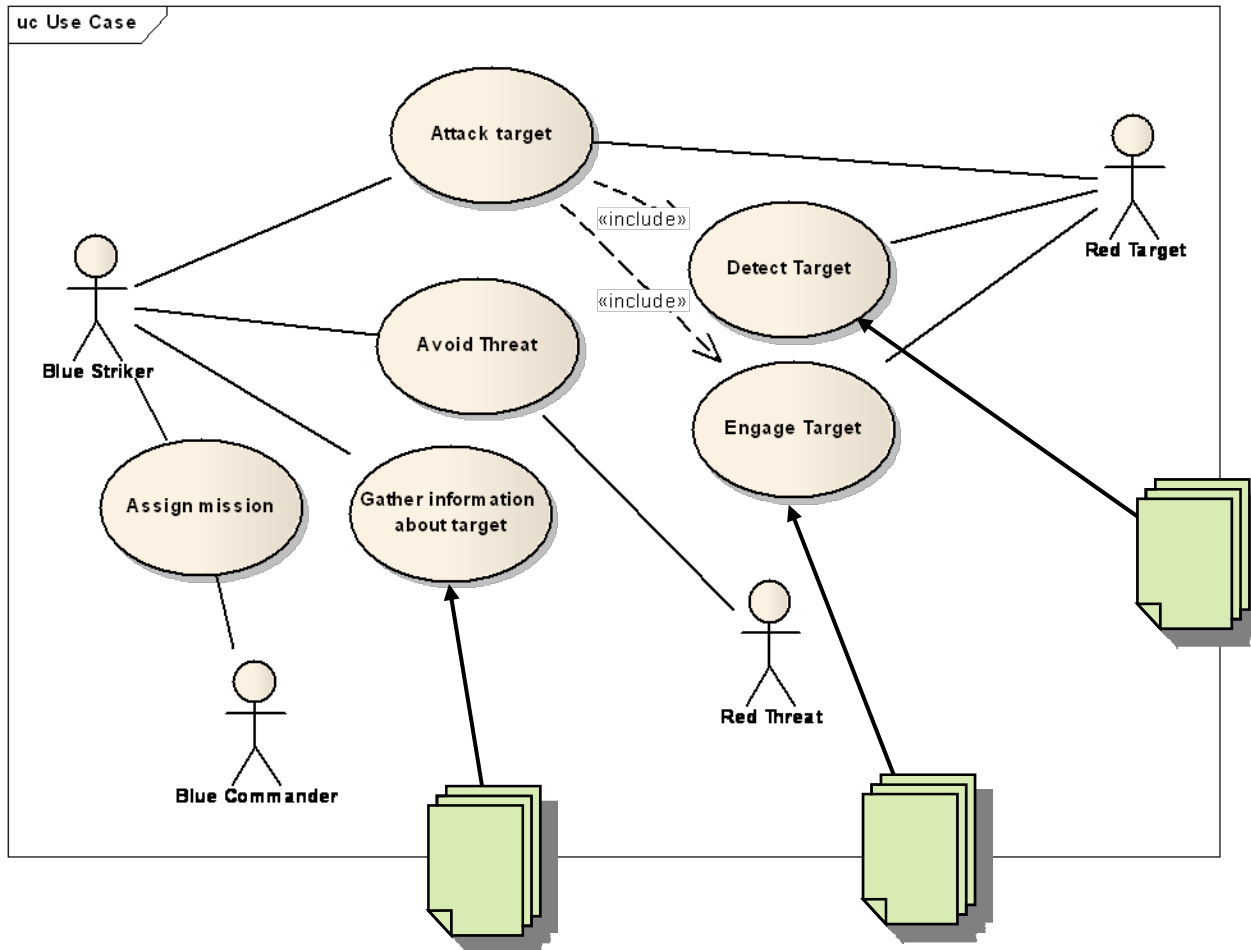 uc Use Case
Attack target
«include»
Red Target
Detect Target
«include»
Avoid Threat
Blue Striker
Engage Target
Assign mission
Gather information
about target
Red Threat
Blue Commander